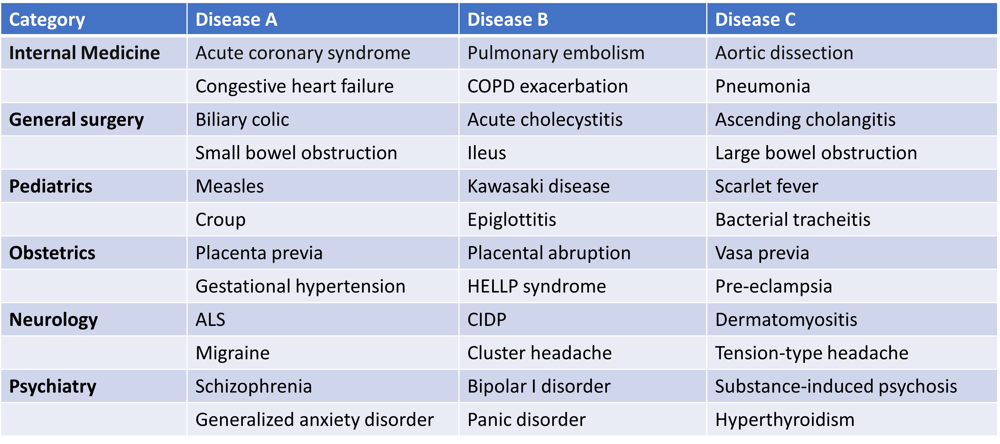 Category Disease A Disease B Disease C
Internal Medicine Acute coronary syndrome Pulmonary embolism Aortic dissection
Congestive heart failure COPD exacerbation Pneumonia
General surgery Biliary colic Acute cholecystitis Ascending cholangitis
Small bowel obstruction Ileus Large bowel obstruction
Pediatrics Measles Kawasaki disease Scarlet fever
Croup Epiglottitis Bacterial tracheitis
Obstetrics Placenta previa Placental abruption Vasa previa
Gestational hypertension HELLP syndrome Pre-eclampsia
Neurology ALS CIDP Dermatomyositis
Migraine Cluster headache Tension-type headache
Psychiatry Schizophrenia Bipolar I disorder Substance-induced psychosis
Generalized anxiety disorder Panic disorder Hyperthyroidism